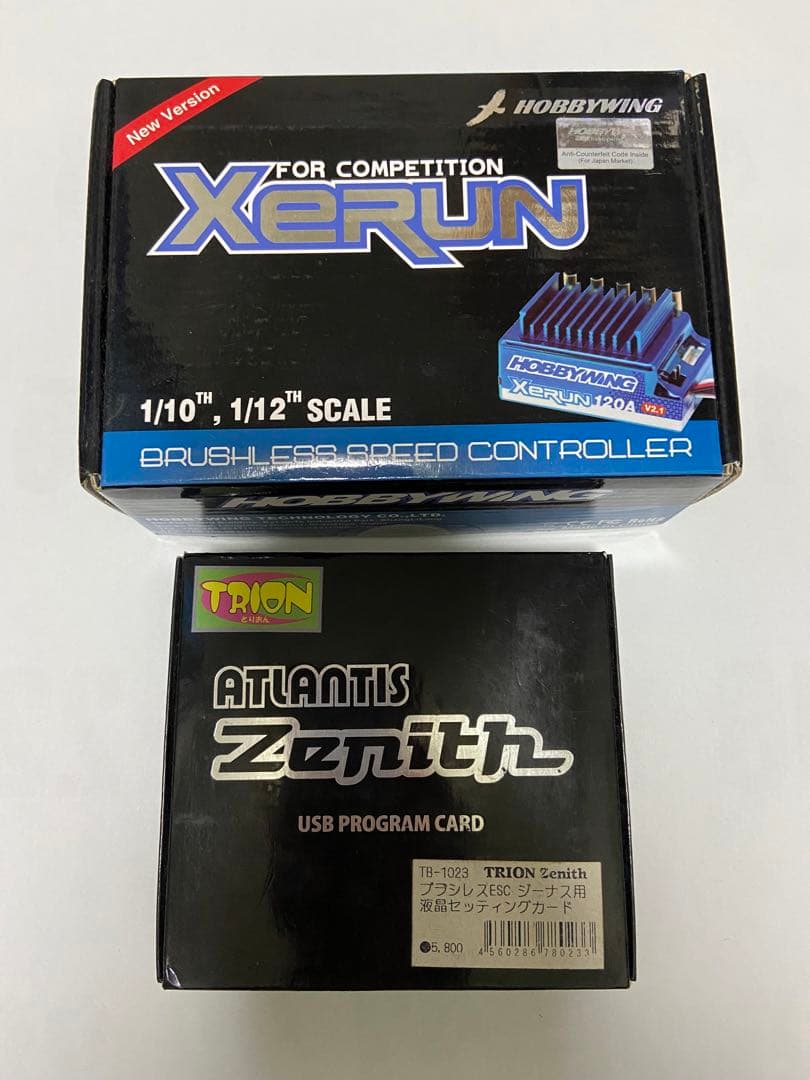 New Version
HOBBYWING
HOBBYWING
Anti-Counterfeit Code Inside
(For Japan Market)
FOR COMPETITION
XERUN
HOBBYWING
XERUN 120A V2.1
1/10TH, 1/12TH SCALE
BRUSHLESS SPEED CONTROLLER
HOBBYWING
HOBBYWING TECHNOLOGY CO.,LTD.
TRION
とりおん
ATLANTIS
Zenith
USB PROGRAM CARD
TB-1023 TRION Zenith
ブラシレスESC ジーナス用
液晶セッティングカード
●5,800
4560286780233